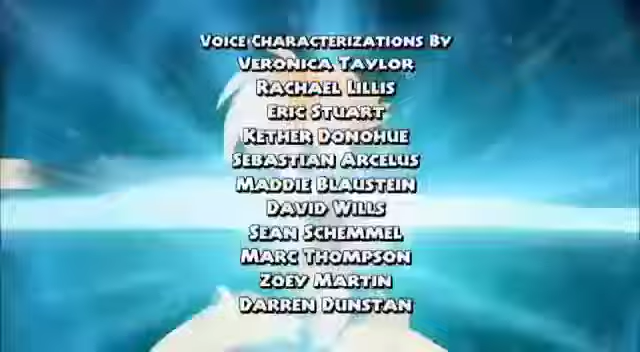 Voice Characterizations By
Veronica Taylor
Rachael Lillis
Eric Stuart
Kether Donohue
Sebastian Arcelus
Maddie Blaustein
David Wills
Sean Schemmel
Marc Thompson
Zoey Martin
Darren Dunstan